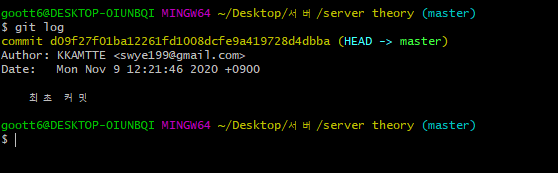 goott6@DESKTOP-OIUNBQI MINGW64 ~/Desktop/서버/server theory (master)
$ git log
commit d09f27f01ba12261fd1008dcfe9a419728d4dbba (HEAD -> master)
Author: KKAMTTE <swye199@gmail.com>
Date:   Mon Nov 9 12:21:46 2020 +0900
최초 커밋
goott6@DESKTOP-OIUNBQI MINGW64 ~/Desktop/서버/server theory (master)
$